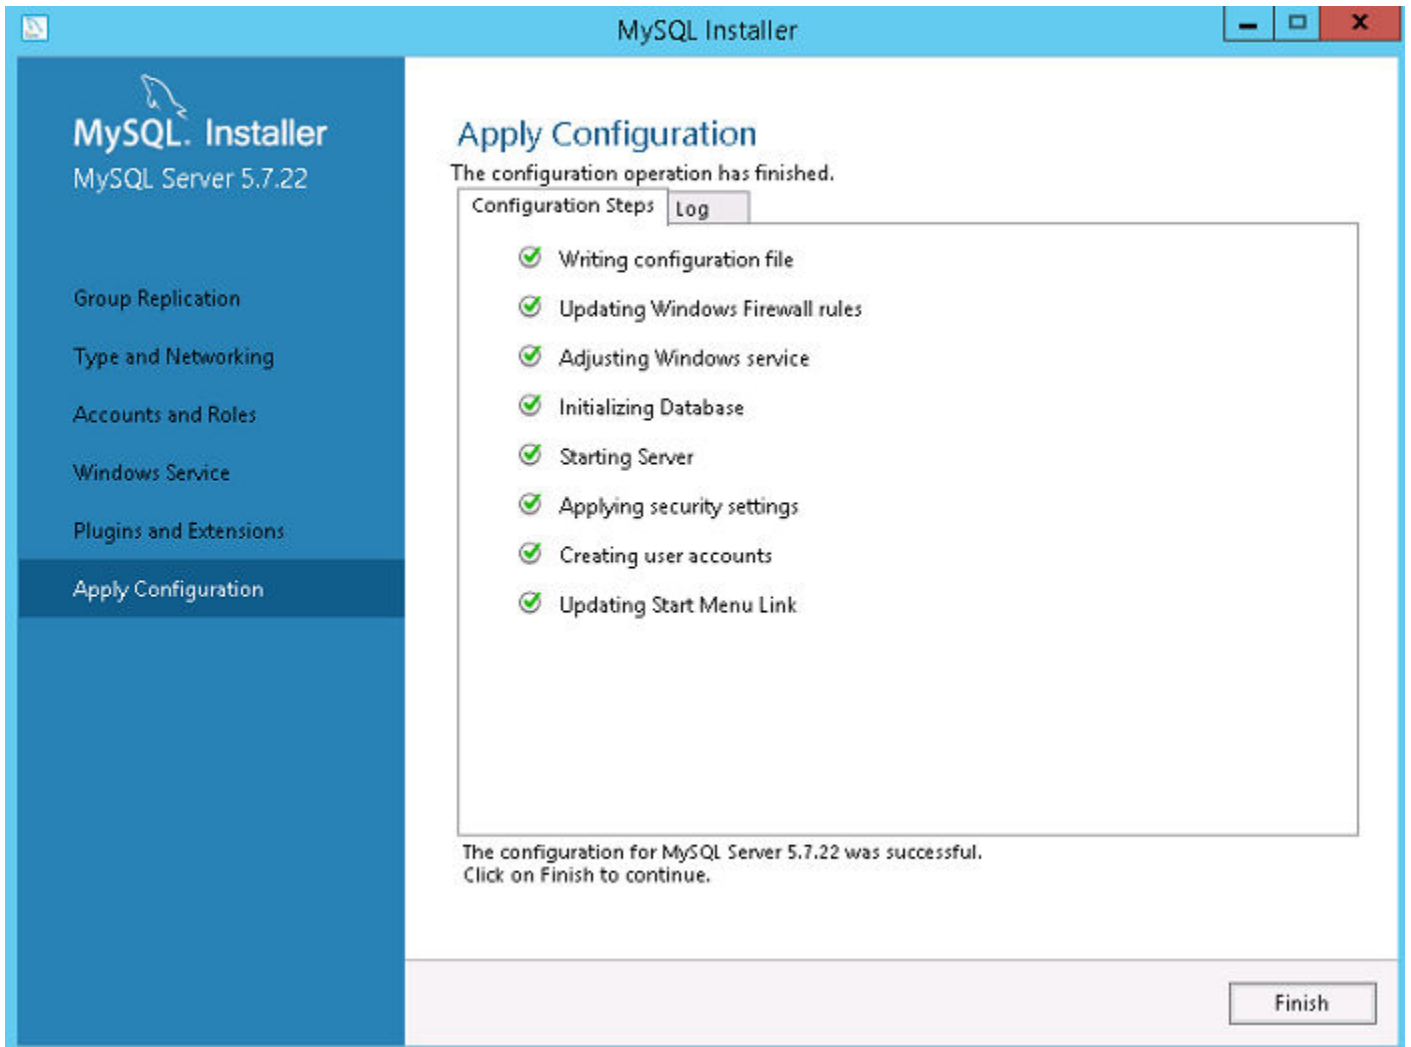 MySQL Installer
MySQL. Installer
MySQL Server 5.7.22
Group Replication
Type and Networking
Accounts and Roles
Windows Service
Plugins and Extensions
Apply Configuration
Apply Configuration
The configuration operation has finished.
Configuration Steps
Log
Writing configuration file
Updating Windows Firewall rules
Adjusting Windows service
Initializing Database
Starting Server
Applying security settings
Creating user accounts
Updating Start Menu Link
The configuration for MySQL Server 5.7.22 was successful.
Click on Finish to continue.
Finish